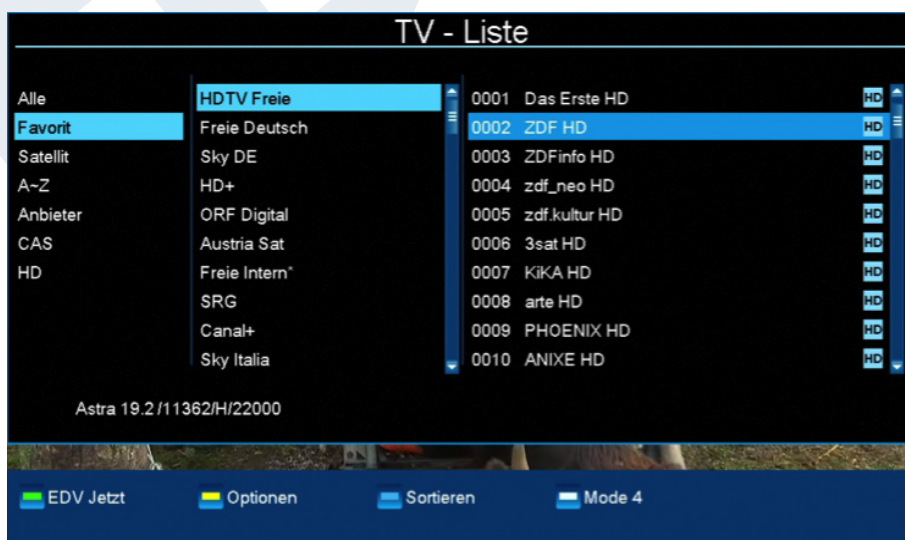 TV - Liste
Alle
Favorit
Satellit
A~Z
Anbieter
CAS
HD
HDTV Freie
Freie Deutsch
Sky DE
HD+
ORF Digital
Austria Sat
Freie Intern*
SRG
Canal+
Sky Italia
0001 Das Erste HD HD
0002 ZDF HD HD
0003 ZDFinfo HD HD
0004 zdf_neo HD HD
0005 zdf.kultur HD HD
0006 3sat HD HD
0007 KiKA HD HD
0008 arte HD HD
0009 PHOENIX HD HD
0010 ANIXE HD HD
Astra 19.2 /11362/H/22000
EDV Jetzt Optionen Sortieren Mode 4